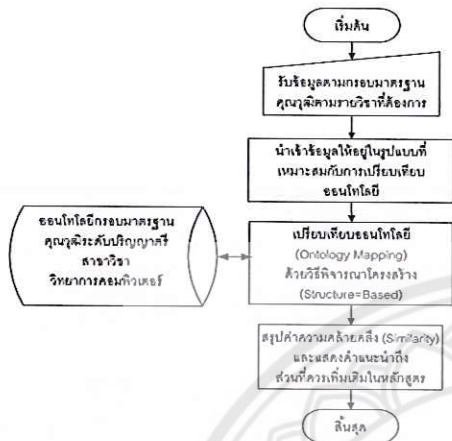 เริ่มต้น
รับข้อมูลตามกรอบมาตรฐาน
คุณวุฒิตามรายวิชาที่ต้องการ
นำเข้าข้อมูลให้อยู่ในรูปแบบที่
เหมาะสมกับการเปรียบเทียบ
ออนโทโลยี
ออนโทโลยีกรอบมาตรฐาน
คุณวุฒิระดับปริญญาตรี
สาขาวิชา
วิทยาการคอมพิวเตอร์
เปรียบเทียบออนโทโลยี
(Ontology Mapping)
ด้วยวิธีพิจารณาโครงสร้าง
(Structure=Based)
สรุปค่าความคล้ายคลึง (Similarity)
และแสดงคำแนะนำถึง
ส่วนที่ควรเพิ่มเติมในหลักสูตร
สิ้นสุด